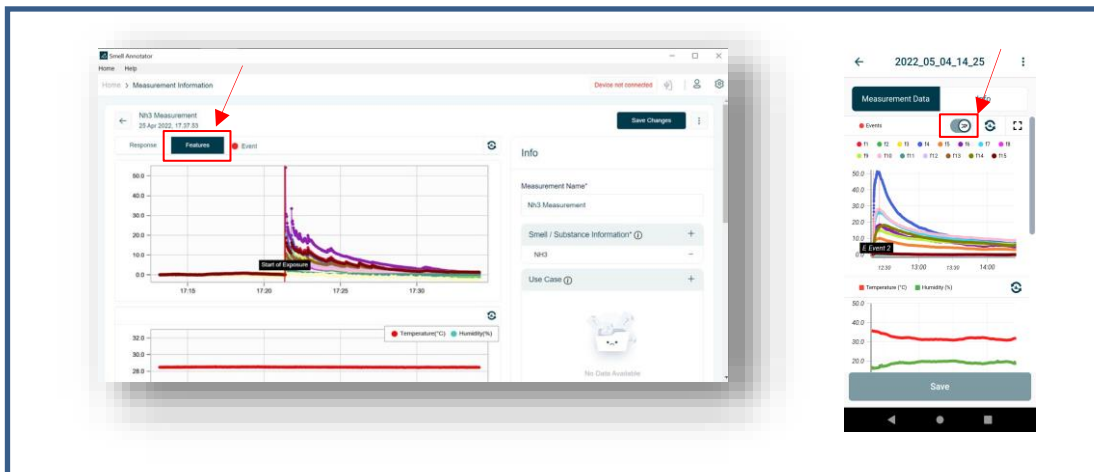 Smell Annotator
Home Help
Home > Measurement Information
Device not connected
Nh3 Measurement
25 Apr 2022, 17.37.53
Save Changes
Response Features Event
50.0
40.0
30.0
20.0
10.0
0.0
Start of Exposure
17:15 17:20 17:25 17:30
Temperature(°C) Humidity(%)
32.0
30.0
28.0
Info
Measurement Name*
Nh3 Measurement
Smell / Substance Information*
NH3
Use Case
No Data Available
2022_05_04_14_25
Measurement Data Info
Events
f1 f2 f3 f4 f5 f6 f7 f8
f9 f10 f11 f12 f13 f14 f15
50.0
40.0
30.0
20.0
10.0
0.0
E Event 2
12:30 13:00 13:30 14:00
Temperature (°C) Humidity (%)
50.0
40.0
30.0
20.0
Save